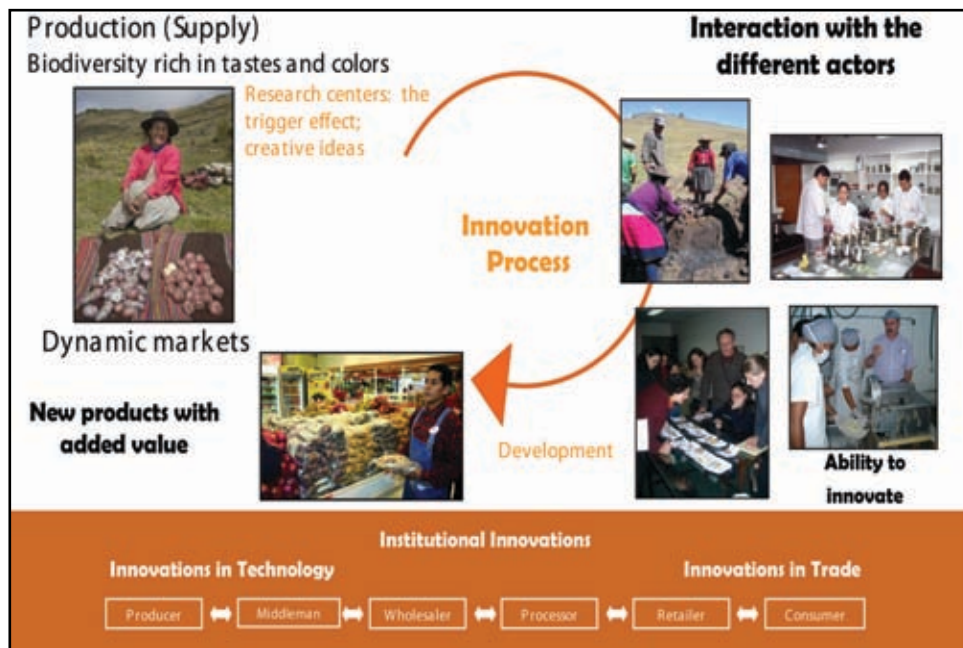 Production (Supply)
Biodiversity rich in tastes and colors
Research centers: the
trigger effect;
creative ideas
Interaction with the
different actors
Innovation
Process
Dynamic markets
New products with
added value
Development
Ability to
innovate
Institutional Innovations
Innovations in Technology
Innovations in Trade
Producer
Middleman
Wholesaler
Processor
Retailer
Consumer